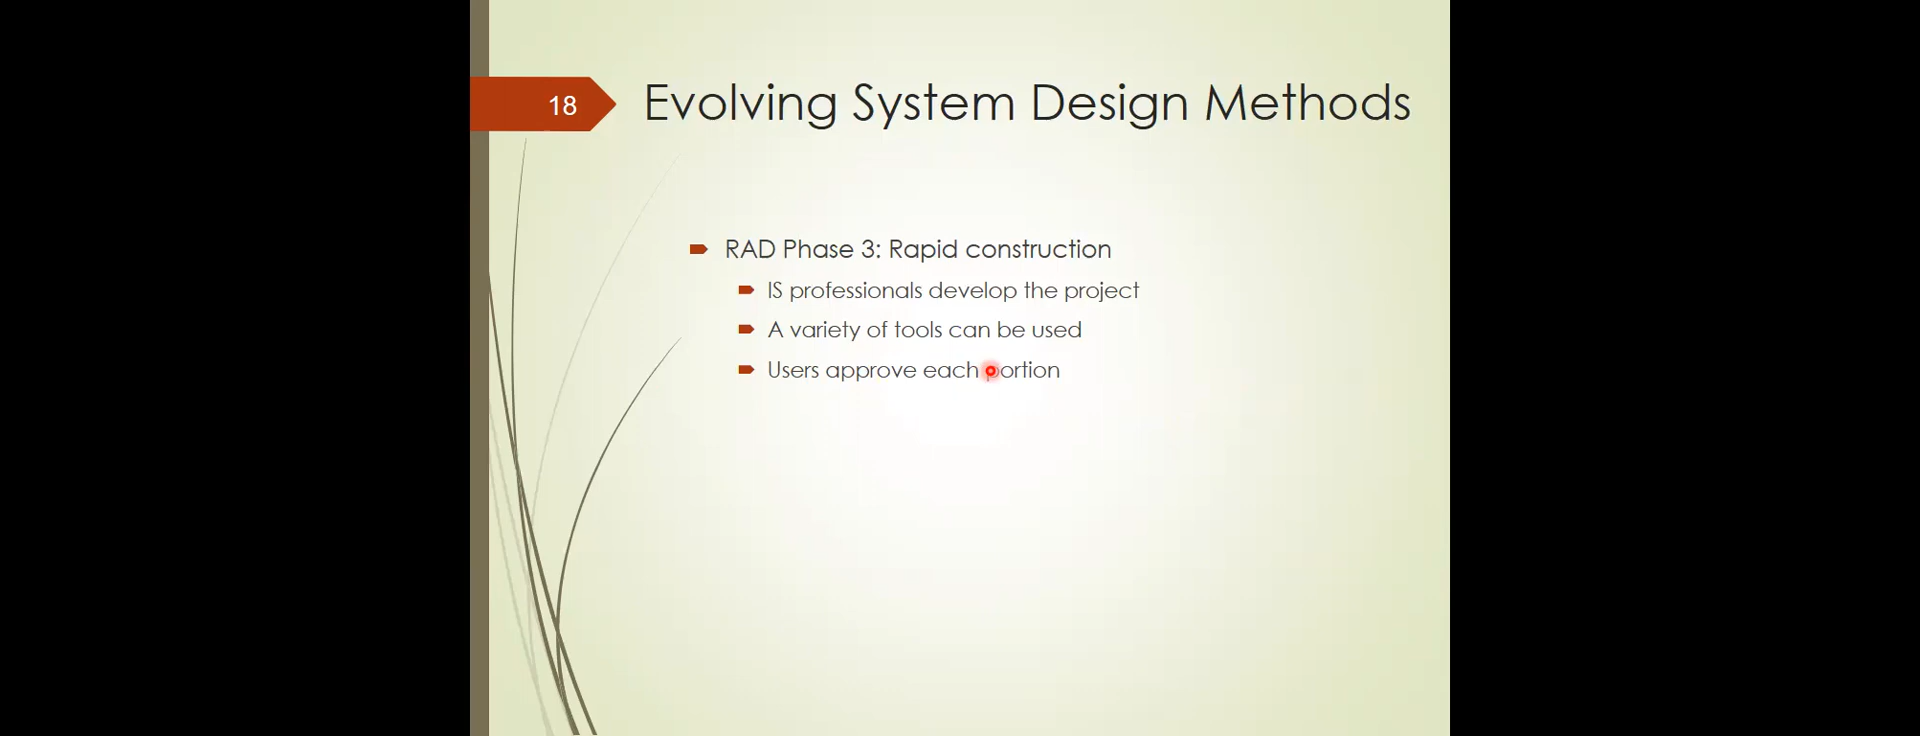 18
Evolving System Design Methods
RAD Phase 3: Rapid construction
IS professionals develop the project
A variety of tools can be used
Users approve each portion